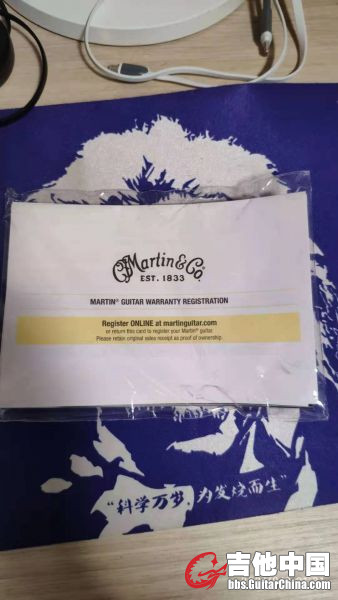 CF Martin & Co.
EST. 1833
MARTIN® GUITAR WARRANTY REGISTRATION
Register ONLINE at martinguitar.com
or return this card to register your Martin® guitar.
Please retain original sales receipt as proof of ownership.
“科学万岁，为发烧而生”
吉他中国
bbs.GuitarChina.com